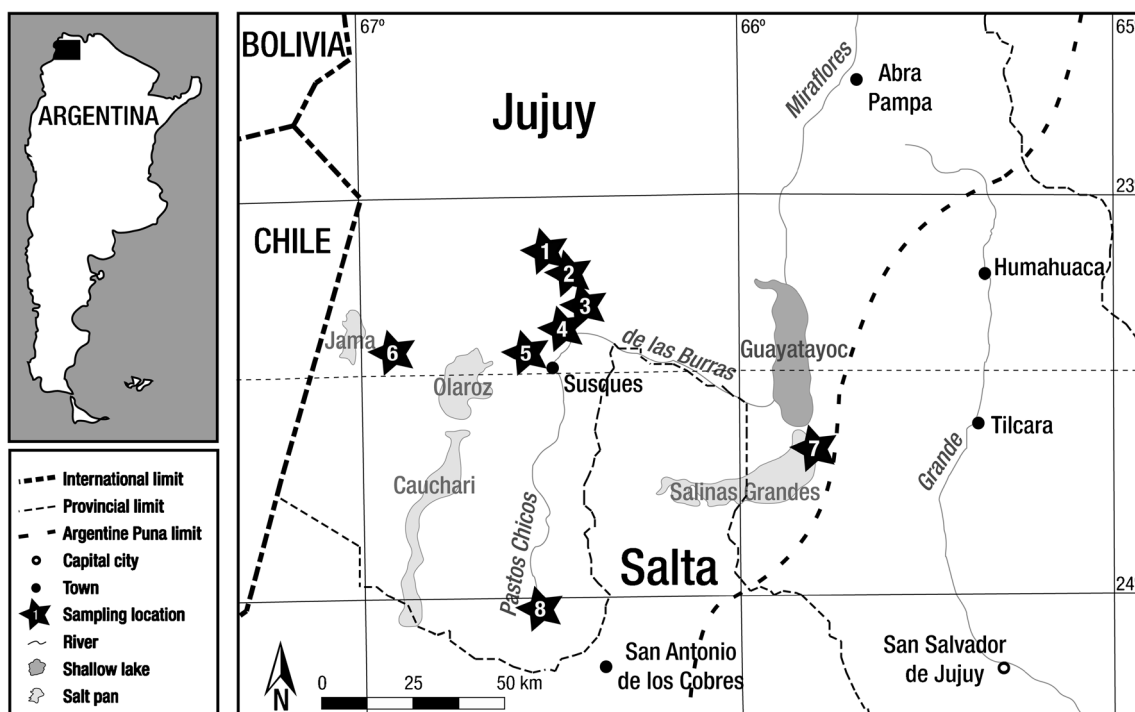 ARGENTINA
International limit
Provincial limit
Argentine Puna limit
Capital city
Town
1
Sampling location
River
Shallow lake
Salt pan
67º
66º
65
BOLIVIA
Jujuy
Miraflores
Abra
Pampa
23
CHILE
1
2
3
4
5
6
Humahuaca
Jama
Olaroz
Susques
de las Burras
Guayatayoc
Tilcara
7
Cauchari
Salinas Grandes
Grande
Pastos Chicos
Salta
8
24
San Antonio
de los Cobres
San Salvador
de Jujuy
N
0 25 50 km